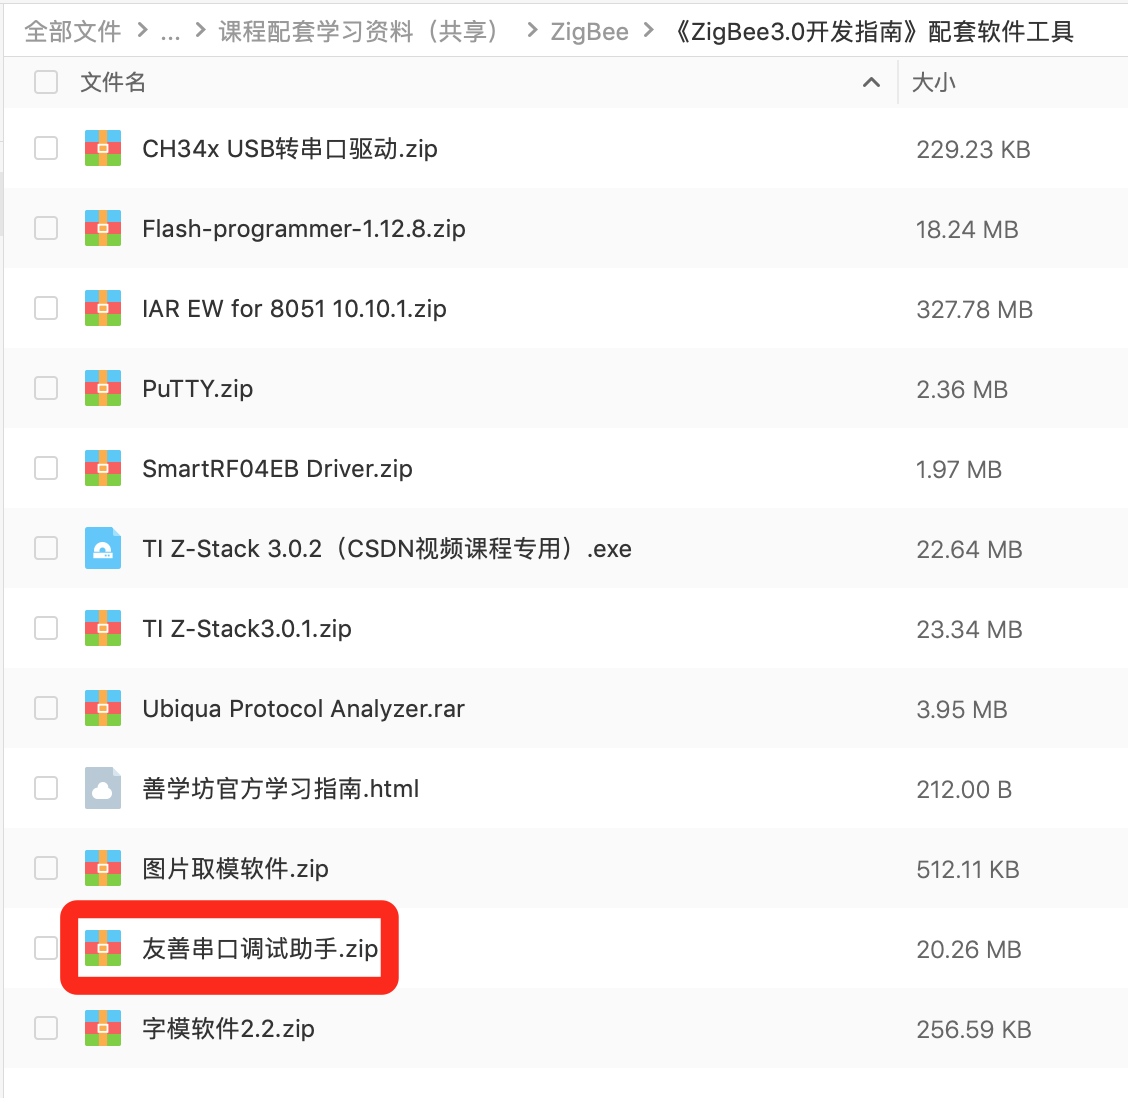 全部文件 > ... > 课程配套学习资料（共享） > ZigBee > 《ZigBee3.0开发指南》配套软件工具
文件名 大小
CH34x USB转串口驱动.zip 229.23 KB
Flash-programmer-1.12.8.zip 18.24 MB
IAR EW for 8051 10.10.1.zip 327.78 MB
PuTTY.zip 2.36 MB
SmartRF04EB Driver.zip 1.97 MB
TI Z-Stack 3.0.2（CSDN视频课程专用）.exe 22.64 MB
TI Z-Stack3.0.1.zip 23.34 MB
Ubiqua Protocol Analyzer.rar 3.95 MB
善学坊官方学习指南.html 212.00 B
图片取模软件.zip 512.11 KB
友善串口调试助手.zip 20.26 MB
字模软件2.2.zip 256.59 KB